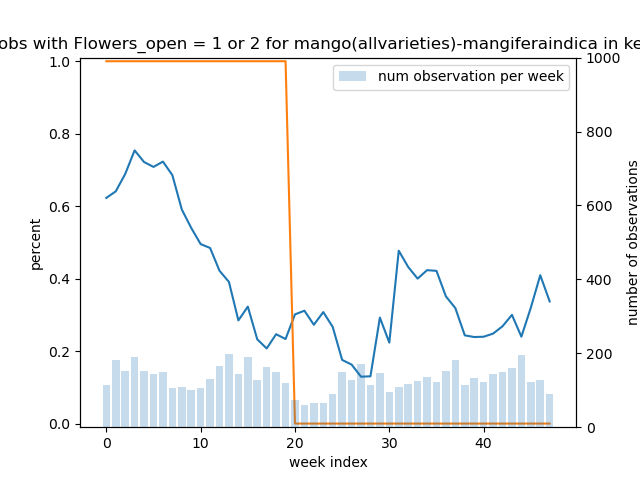 obs with Flowers_open = 1 or 2 for mango(allvarieties)-mangiferaindica in ke
num observation per week
percent
1.0
0.8
0.6
0.4
0.2
0.0
1000
800
600
400
200
0
number of observations
0 10 20 30 40
week index